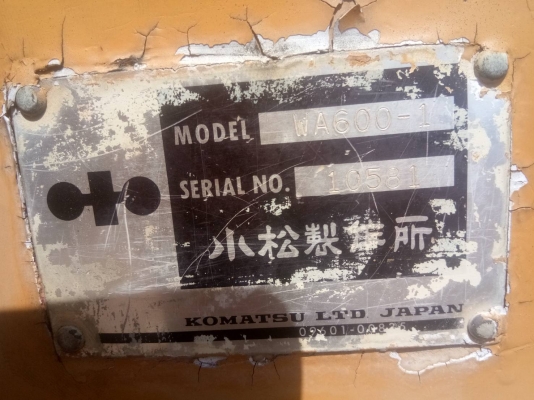 MODEL WA600-1
SERIAL NO. 10581
小松製作所
KOMATSU LTD JAPAN